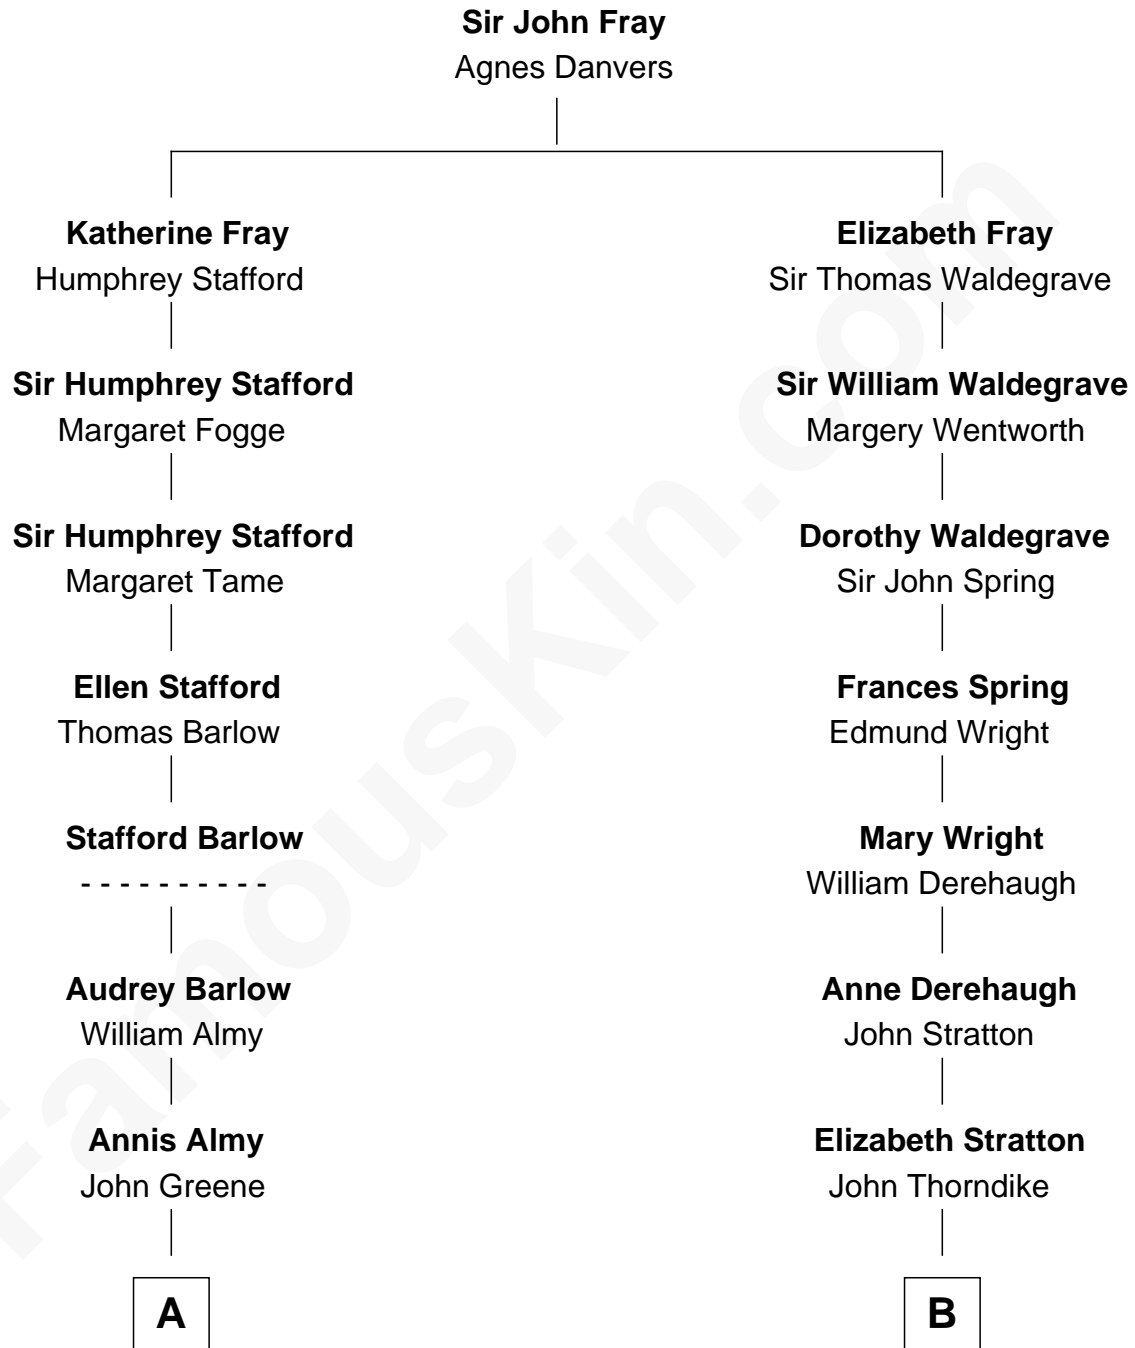 Sir John Fray
Agnes Danvers
Katherine Fray
Humphrey Stafford
Elizabeth Fray
Sir Thomas Waldegrave
Sir Humphrey Stafford
Margaret Fogge
Sir William Waldegrave
Margery Wentworth
Sir Humphrey Stafford
Margaret Tame
Dorothy Waldegrave
Sir John Spring
Ellen Stafford
Thomas Barlow
Frances Spring
Edmund Wright
Stafford Barlow
- - - - - - - - - -
Mary Wright
William Derehaugh
Audrey Barlow
William Almy
Anne Derehaugh
John Stratton
Annis Almy
John Greene
Elizabeth Stratton
John Thorndike
A
B
FamousKin.com